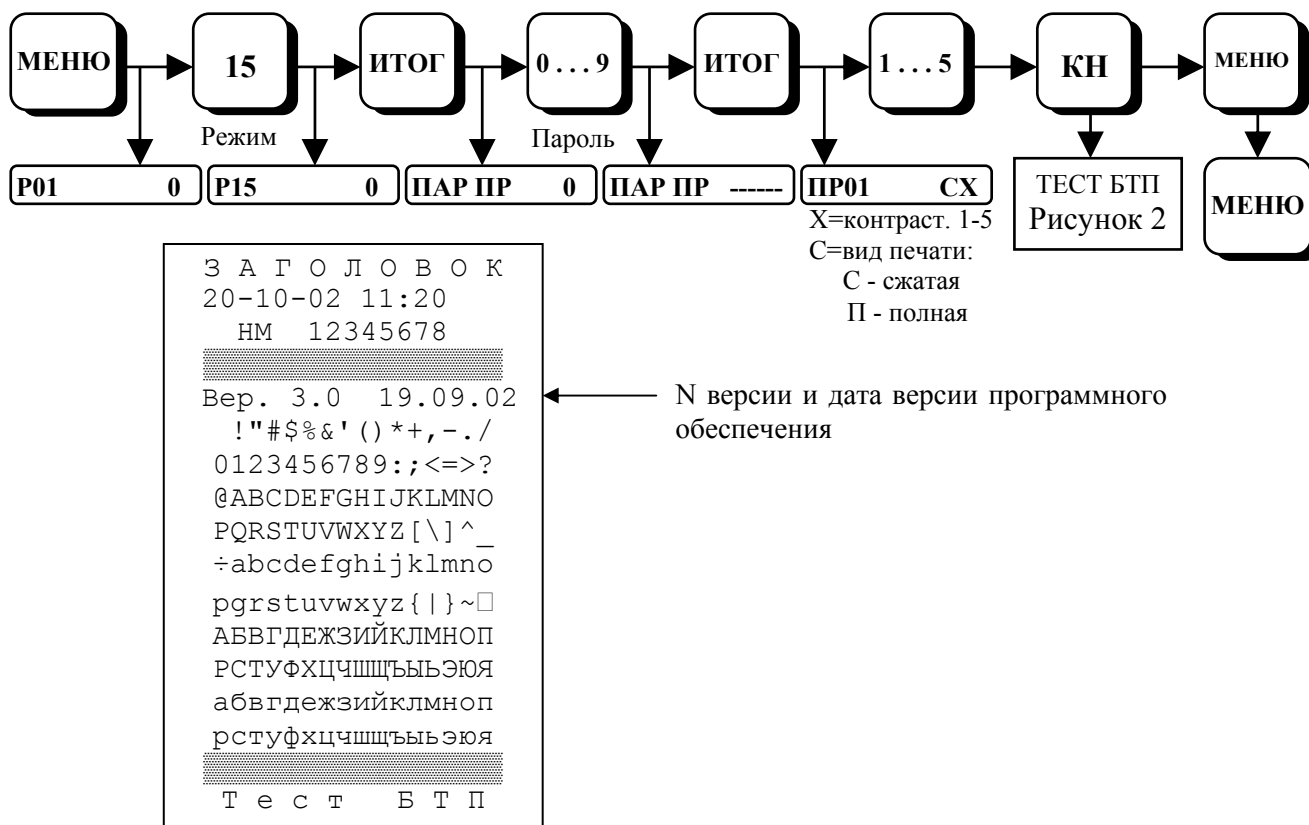 МЕНЮ 15 ИТОГ 0 . . . 9 ИТОГ 1 . . . 5 КН МЕНЮ
Режим Пароль
Р01 0 Р15 0 ПАР ПР 0 ПАР ПР ------ ПР01 СХ
ТЕСТ БТП
Рисунок 2
МЕНЮ
Х=контраст. 1-5
С=вид печати:
С - сжатая
П - полная
З А Г О Л О В О К
20-10-02 11:20
НМ 12345678
Вер. 3.0 19.09.02
N версии и дата версии программного
обеспечения
!"#$%&'()*+,-./
0123456789:;<=>?
@ABCDEFGHIJKLMNO
PQRSTUVWXYZ[\]^_
÷abcdefghijklmno
pgrstuvwxyz{|}~□
АБВГДЕЖЗИЙКЛМНОП
РСТУФХЦЧШЩЪЫЬЭЮЯ
абвгдежзийклмноп
рстуфхцчшщъыьэюя
Т е с т Б Т П